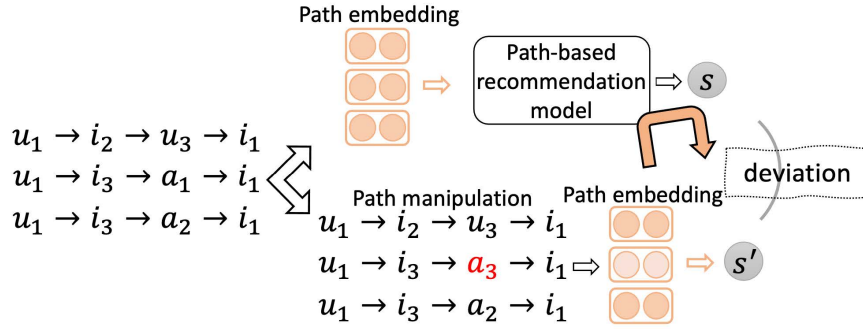 Path embedding
Path-based
recommendation
model
s
u₁ → i₂ → u₃ → i₁
u₁ → i₃ → a₁ → i₁
u₁ → i₃ → a₂ → i₁
deviation
Path manipulation
Path embedding
u₁ → i₂ → u₃ → i₁
u₁ → i₃ → a₃ → i₁
u₁ → i₃ → a₂ → i₁
s′